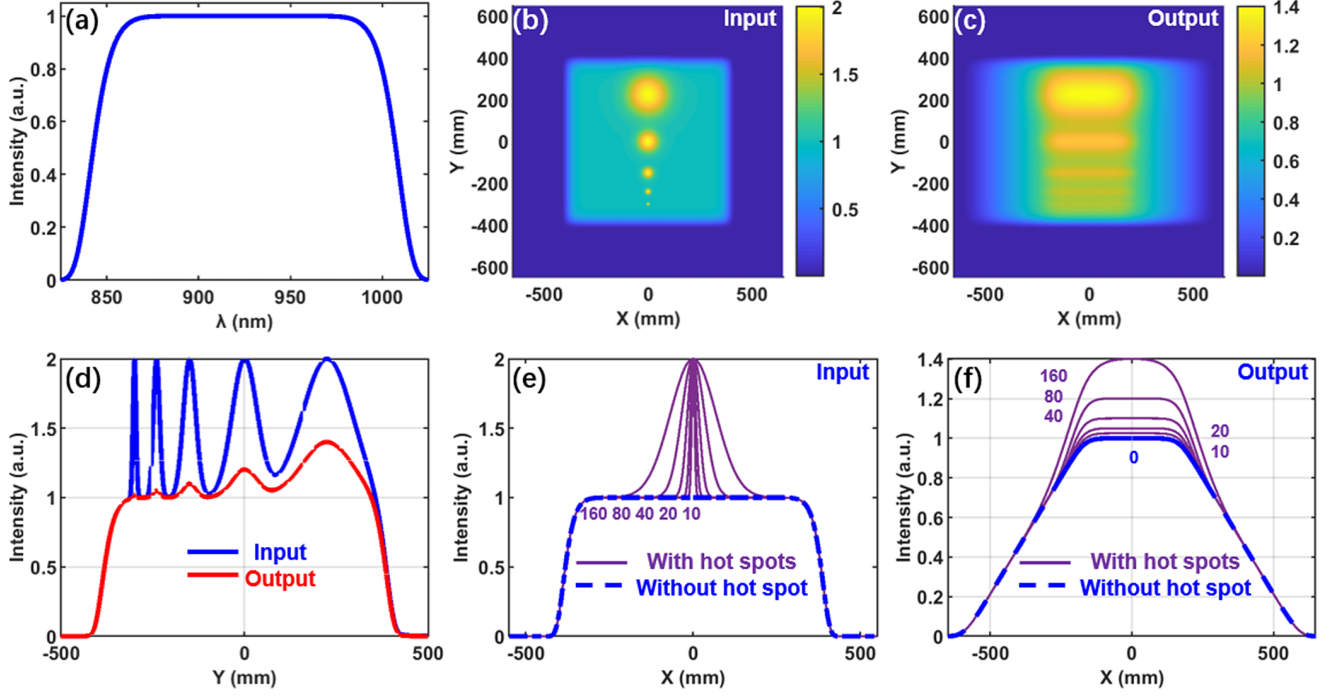 (a)
Intensity (a.u.)
1
0.8
0.6
0.4
0.2
0
850 900 950 1000
λ (nm)
(b) Input
Y (mm)
600
400
200
0
-200
-400
-600
-500 0 500
X (mm)
2
1.5
1
0.5
(c) Output
Y (mm)
600
400
200
0
-200
-400
-600
-500 0 500
X (mm)
1.4
1.2
1
0.8
0.6
0.4
0.2
(d)
Intensity (a.u.)
2
1.5
1
0.5
0
Input
Output
-500 0 500
Y (mm)
(e) Input
Intensity (a.u.)
2
1.5
1
0.5
0
160 80 40 20 10
With hot spots
Without hot spot
-500 0 500
X (mm)
(f) Output
Intensity (a.u.)
1.4
1.2
1
0.8
0.6
0.4
0.2
0
160
80
40
20
10
0
With hot spots
Without hot spot
-500 0 500
X (mm)